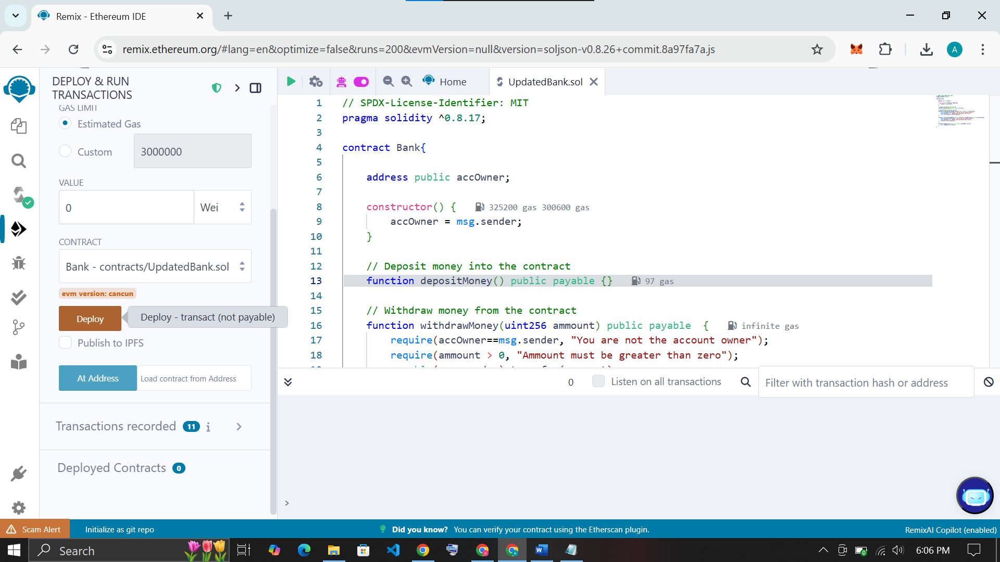 Remix - Ethereum IDE
remix.ethereum.org/#lang=en&optimize=false&runs=200&evmVersion=null&version=soljson-v0.8.26+commit.8a97fa7a.js
A
DEPLOY & RUN
TRANSACTIONS
GAS LIMIT
Estimated Gas
Custom
3000000
VALUE
0
Wei
CONTRACT
Bank - contracts/UpdatedBank.sol
evm version: cancun
Deploy
Deploy - transact (not payable)
Publish to IPFS
At Address
Load contract from Address
Transactions recorded 11 i
Deployed Contracts 0
Home
UpdatedBank.sol
1 // SPDX-License-Identifier: MIT
2 pragma solidity ^0.8.17;
3
4 contract Bank{
5
6 address public accOwner;
7
8 constructor() { 325200 gas 300600 gas
9 accOwner = msg.sender;
10 }
11
12 // Deposit money into the contract
13 function depositMoney() public payable {} 97 gas
14
15 // Withdraw money from the contract
16 function withdrawMoney(uint256 ammount) public payable { infinite gas
17 require(accOwner==msg.sender, "You are not the account owner");
18 require(ammount > 0, "Ammount must be greater than zero");
0
Listen on all transactions
Filter with transaction hash or address
>
Scam Alert
Initialize as git repo
Did you know? You can verify your contract using the Etherscan plugin.
RemixAI Copilot (enabled)
Search
6:06 PM